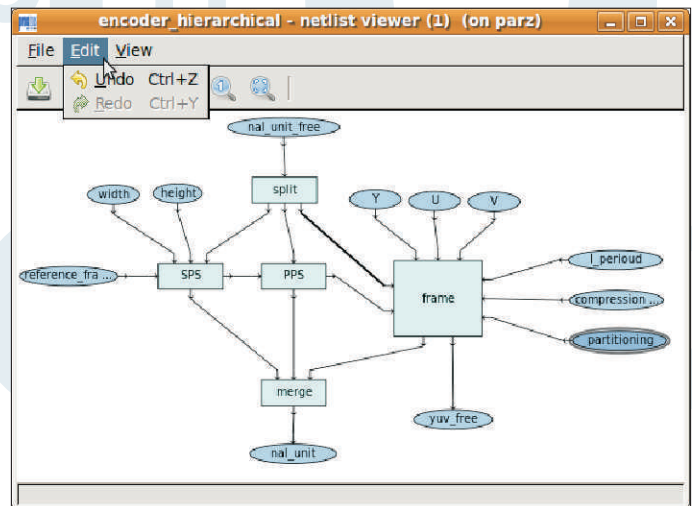 encoder_hierarchical - netlist viewer (1) (on parz)
File Edit View
Undo Ctrl+Z
Redo Ctrl+Y
nal_unit_free
width
height
split
Y
U
V
reference_fra ...
SPS
PPS
frame
I_perioud
compression ...
partitioning
merge
yuv_free
nal_unit